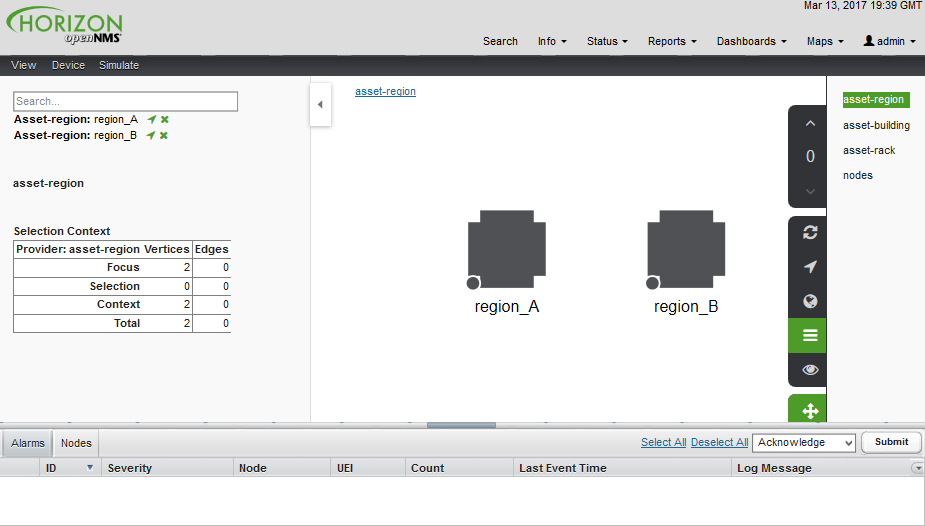 Mar 13, 2017 19:39 GMT
HORIZON
openNMS
Search Info Status Reports Dashboards Maps admin
View Device Simulate
Search...
Asset-region: region_A
Asset-region: region_B
asset-region
Selection Context
Provider: asset-region Vertices Edges
Focus 2 0
Selection 0 0
Context 2 0
Total 2 0
asset-region
region_A region_B
0
asset-region
asset-building
asset-rack
nodes
Alarms Nodes
Select All Deselect All Acknowledge Submit
ID Severity Node UEI Count Last Event Time Log Message